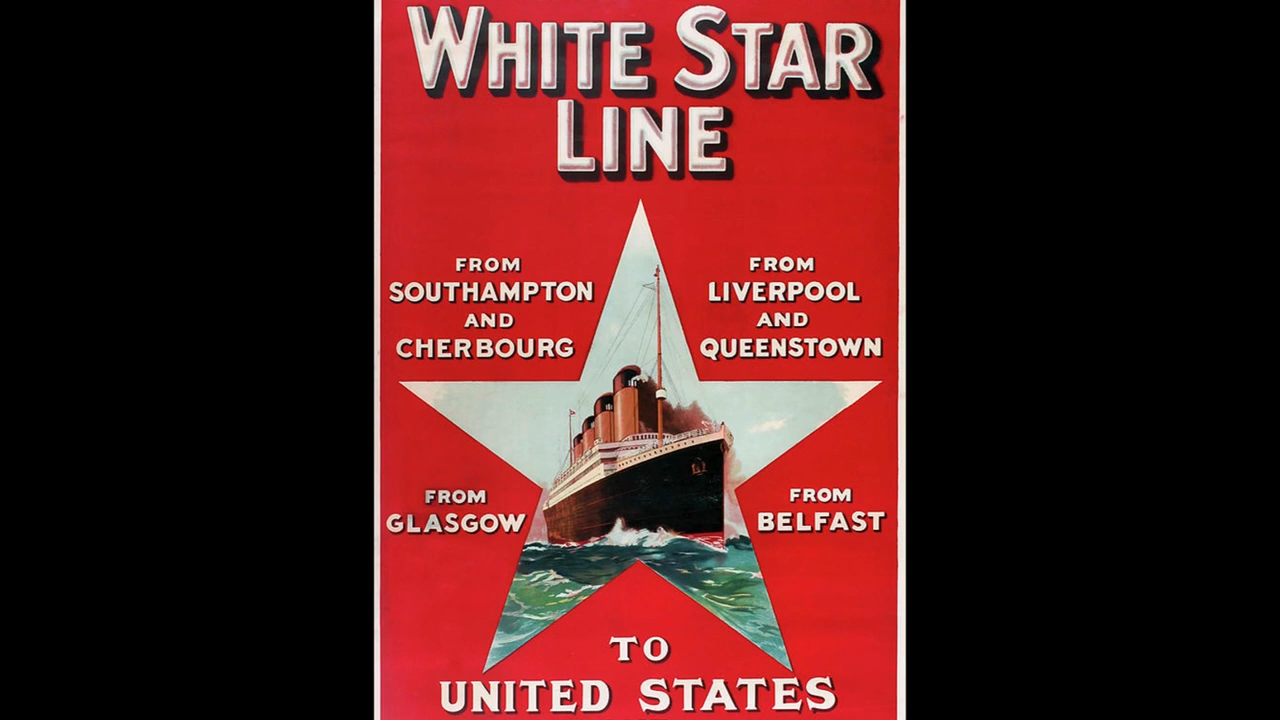 WHITE STAR
LINE
FROM
SOUTHAMPTON
AND
CHERBOURG
FROM
LIVERPOOL
AND
QUEENSTOWN
FROM
GLASGOW
FROM
BELFAST
TO
UNITED STATES